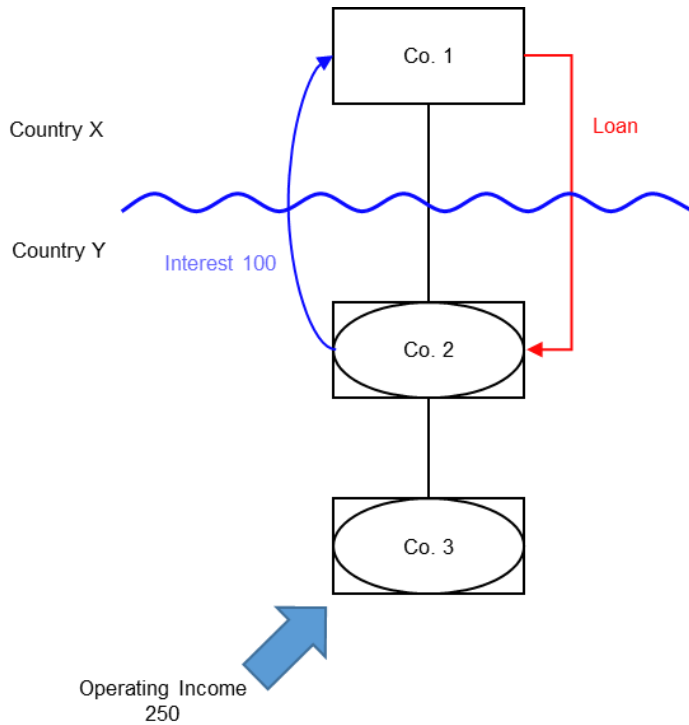 Co. 1
Country X
Loan
Country Y
Interest 100
Co. 2
Co. 3
Operating Income
250